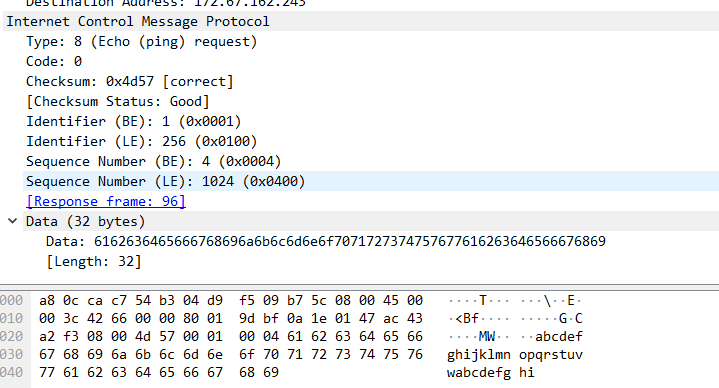 Destination Address: 172.67.162.243
Internet Control Message Protocol
Type: 8 (Echo (ping) request)
Code: 0
Checksum: 0x4d57 [correct]
[Checksum Status: Good]
Identifier (BE): 1 (0x0001)
Identifier (LE): 256 (0x0100)
Sequence Number (BE): 4 (0x0004)
Sequence Number (LE): 1024 (0x0400)
[Response frame: 96]
Data (32 bytes)
Data: 6162636465666768696a6b6c6d6e6f7071727374757677616263646566676869
[Length: 32]
000 a8 0c ca c7 54 b3 04 d9 f5 09 b7 5c 08 00 45 00 ····T··· ···\··E·
010 00 3c 42 66 00 00 80 01 9d bf 0a 1e 01 47 ac 43 ·<Bf···· ·····G·C
020 a2 f3 08 00 4d 57 00 01 00 04 61 62 63 64 65 66 ····MW·· ··abcdef
030 67 68 69 6a 6b 6c 6d 6e 6f 70 71 72 73 74 75 76 ghijklmn opqrstuv
040 77 61 62 63 64 65 66 67 68 69 wabcdefg hi